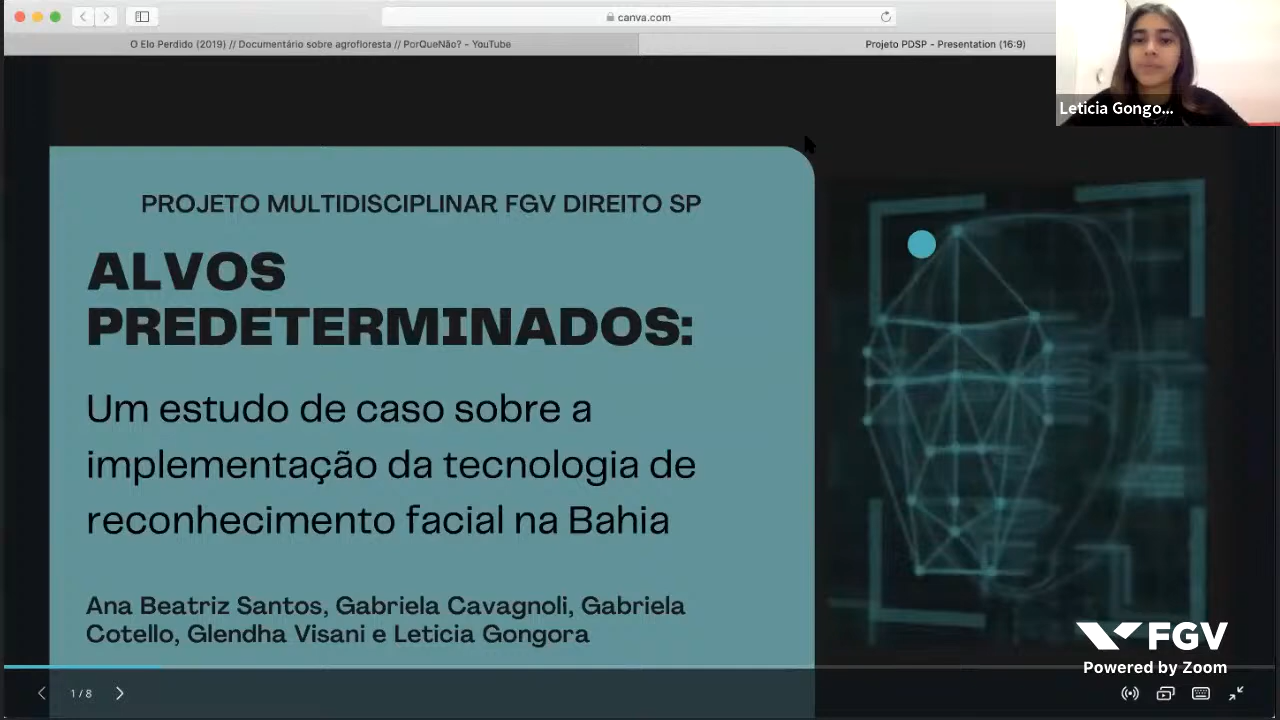 canva.com
O Elo Perdido (2019) // Documentário sobre agrofloresta // PorQueNão? - YouTube
Projeto PDSP - Presentation (16:9)
Leticia Gongo...
PROJETO MULTIDISCIPLINAR FGV DIREITO SP
ALVOS
PREDETERMINADOS:
Um estudo de caso sobre a
implementação da tecnologia de
reconhecimento facial na Bahia
Ana Beatriz Santos, Gabriela Cavagnoli, Gabriela
Cotello, Glendha Visani e Leticia Gongora
FGV
Powered by Zoom
1/8